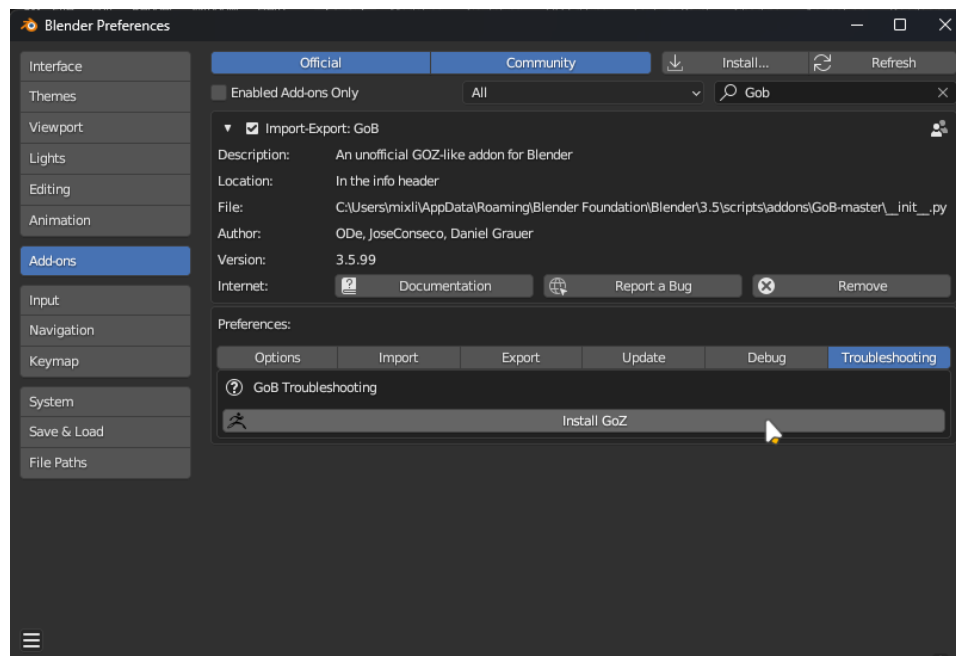 Blender Preferences
Interface
Themes
Viewport
Lights
Editing
Animation
Add-ons
Input
Navigation
Keymap
System
Save & Load
File Paths
Official Community Install... Refresh
Enabled Add-ons Only All Gob
Import-Export: GoB
Description: An unofficial GOZ-like addon for Blender
Location: In the info header
File: C:\Users\mixli\AppData\Roaming\Blender Foundation\Blender\3.5\scripts\addons\GoB-master\__init__.py
Author: ODe, JoseConseco, Daniel Grauer
Version: 3.5.99
Internet: Documentation Report a Bug Remove
Preferences:
Options Import Export Update Debug Troubleshooting
GoB Troubleshooting
Install GoZ